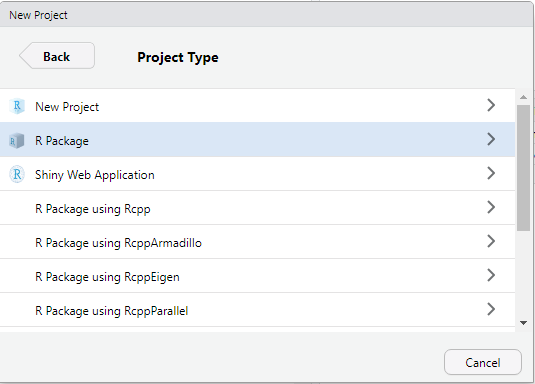 New Project
Back
Project Type
R New Project
R Package
R Shiny Web Application
R Package using Rcpp
R Package using RcppArmadillo
R Package using RcppEigen
R Package using RcppParallel
Cancel